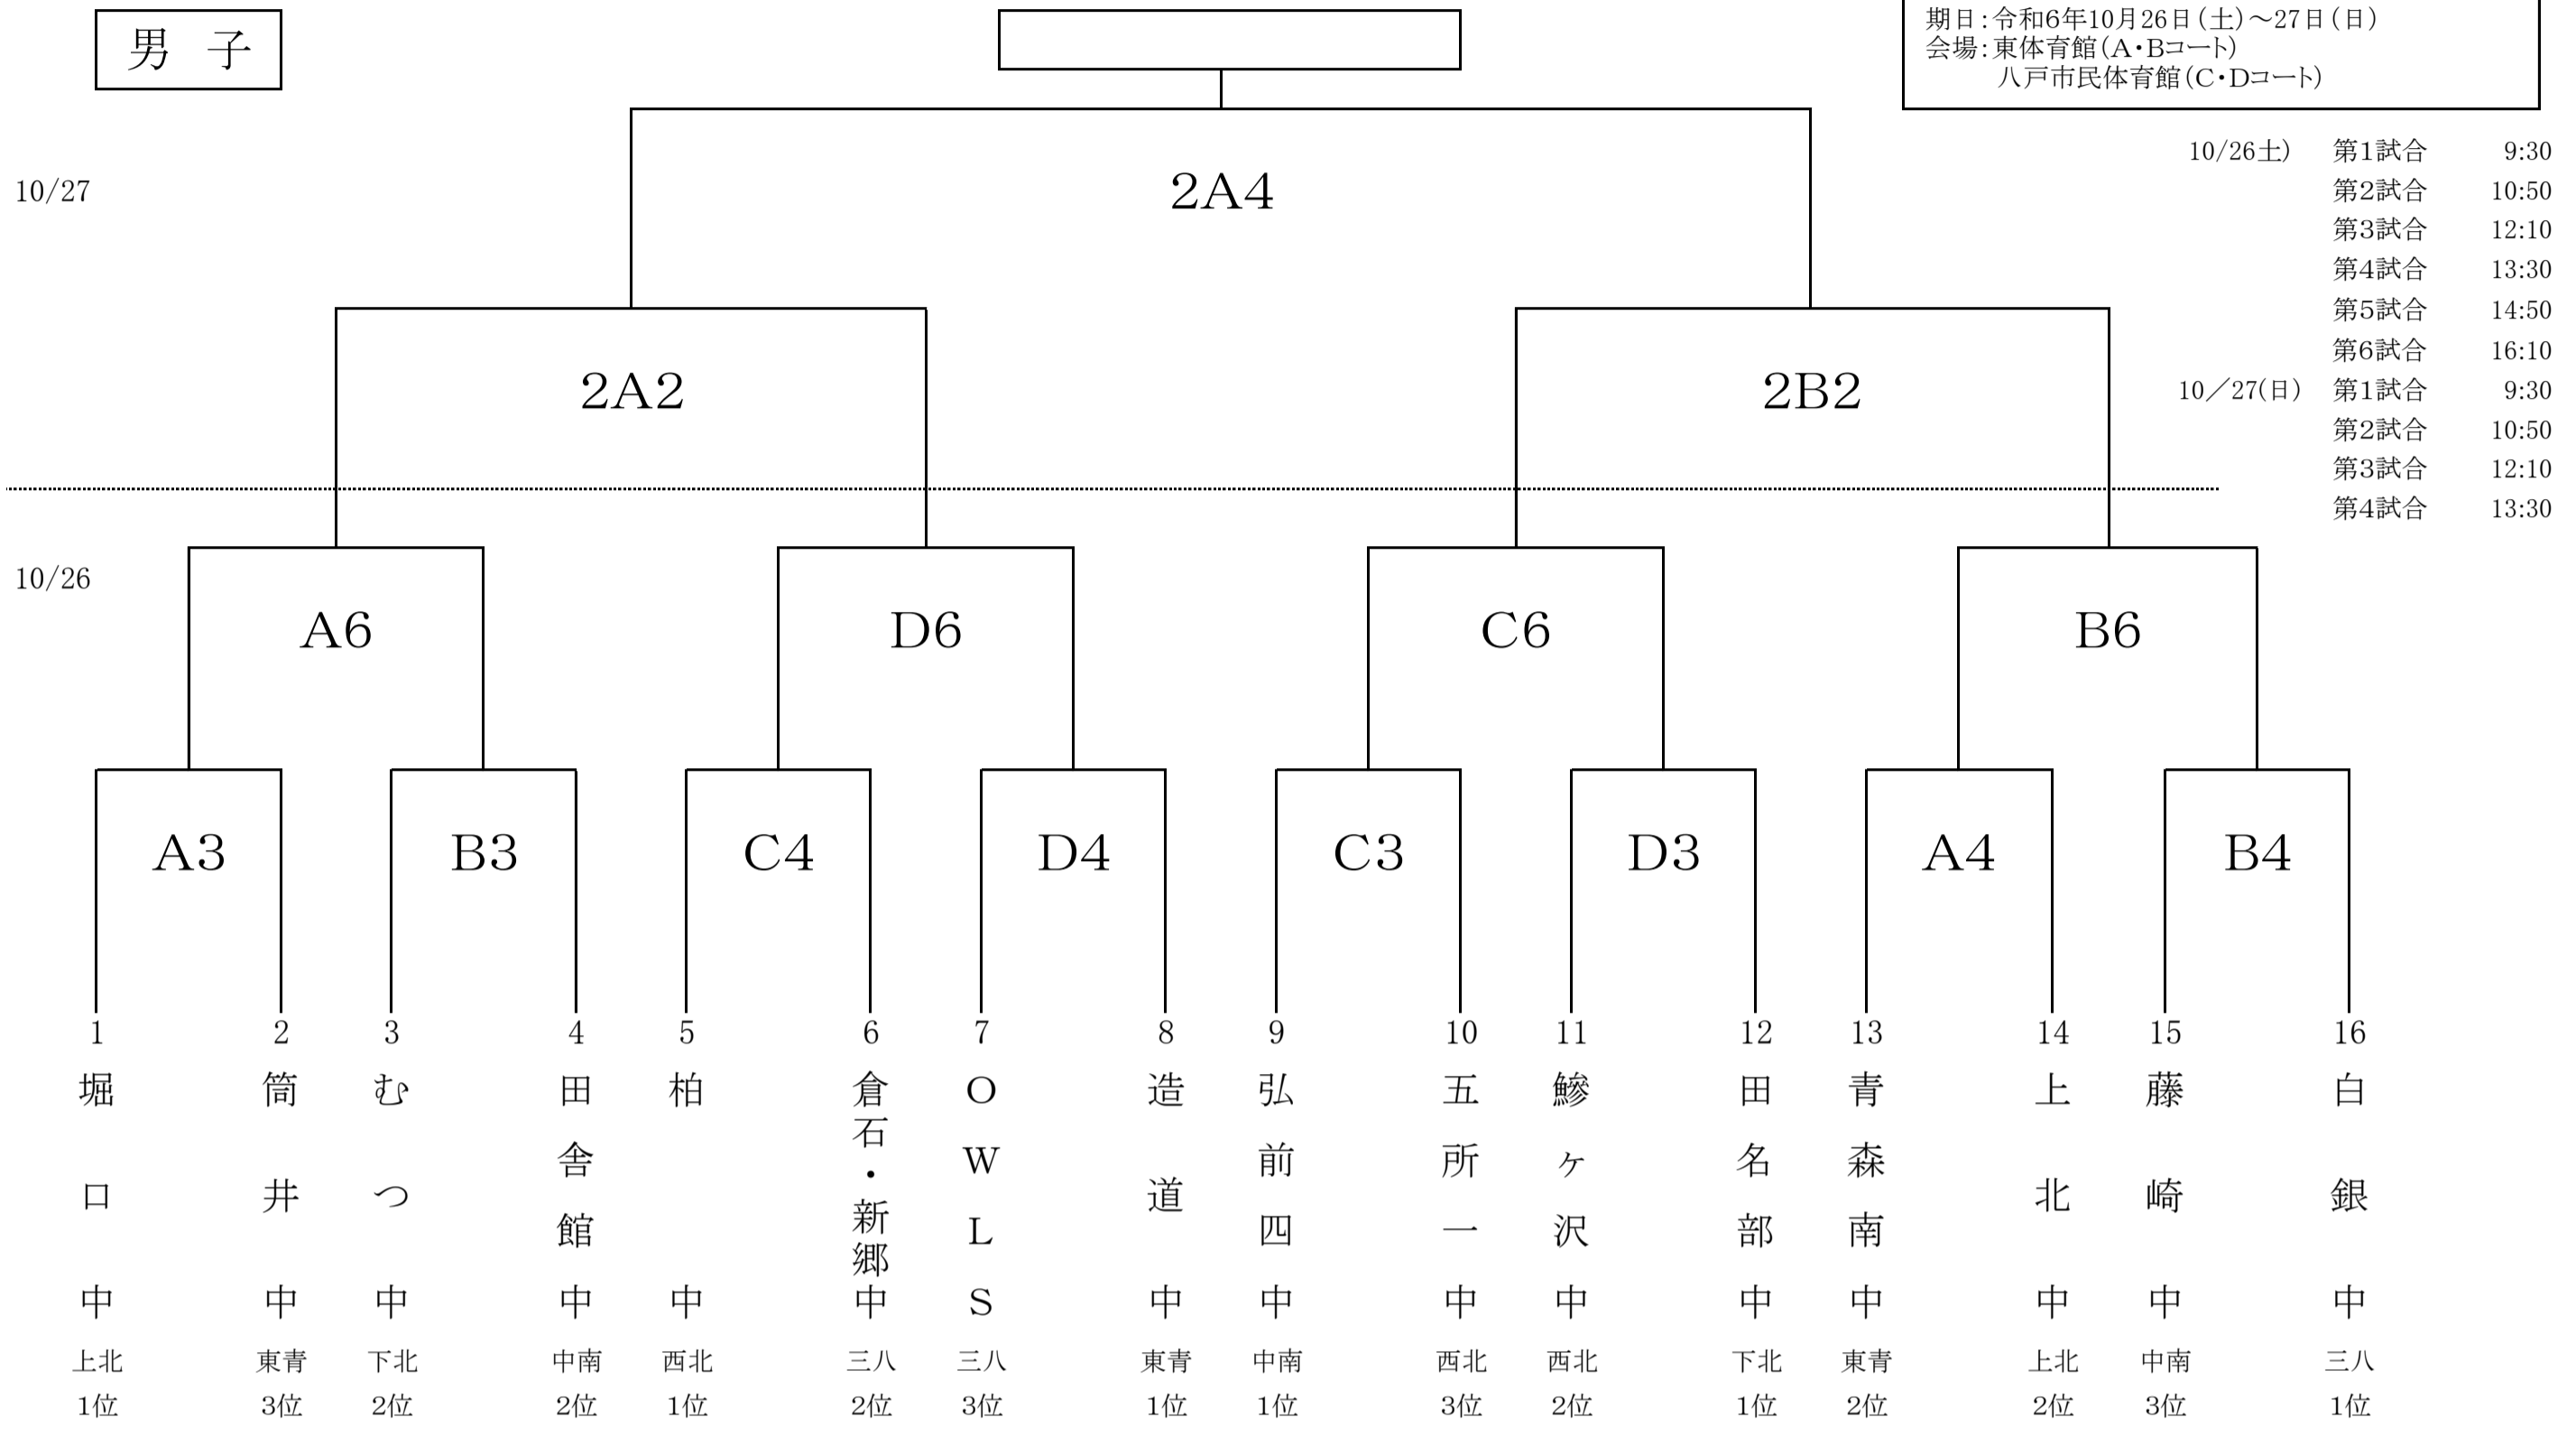 男 子
期日：令和6年10月26日（土）～27日（日）
会場：東体育館（A・Bコート）
八戸市民体育館（C・Dコート）
10/26土） 第1試合 9:30
第2試合 10:50
第3試合 12:10
第4試合 13:30
第5試合 14:50
第6試合 16:10
10／27(日) 第1試合 9:30
第2試合 10:50
第3試合 12:10
第4試合 13:30
10/27
2A4
2A2 2B2
10/26
A6 D6 C6 B6
A3 B3 C4 D4 C3 D3 A4 B4
1 2 3 4 5 6 7 8 9 10 11 12 13 14 15 16
堀口中
筒井中
むつ中
田舎館中
柏中
倉石・新郷中
OWLS
造道中
弘前四中
五所一中
鰺ヶ沢中
田名部中
青森南中
上北中
藤崎中
白銀中
上北 東青 下北 中南 西北 三八 三八 東青 中南 西北 西北 下北 東青 上北 中南 三八
1位 3位 2位 2位 1位 2位 3位 1位 1位 3位 2位 1位 2位 2位 3位 1位